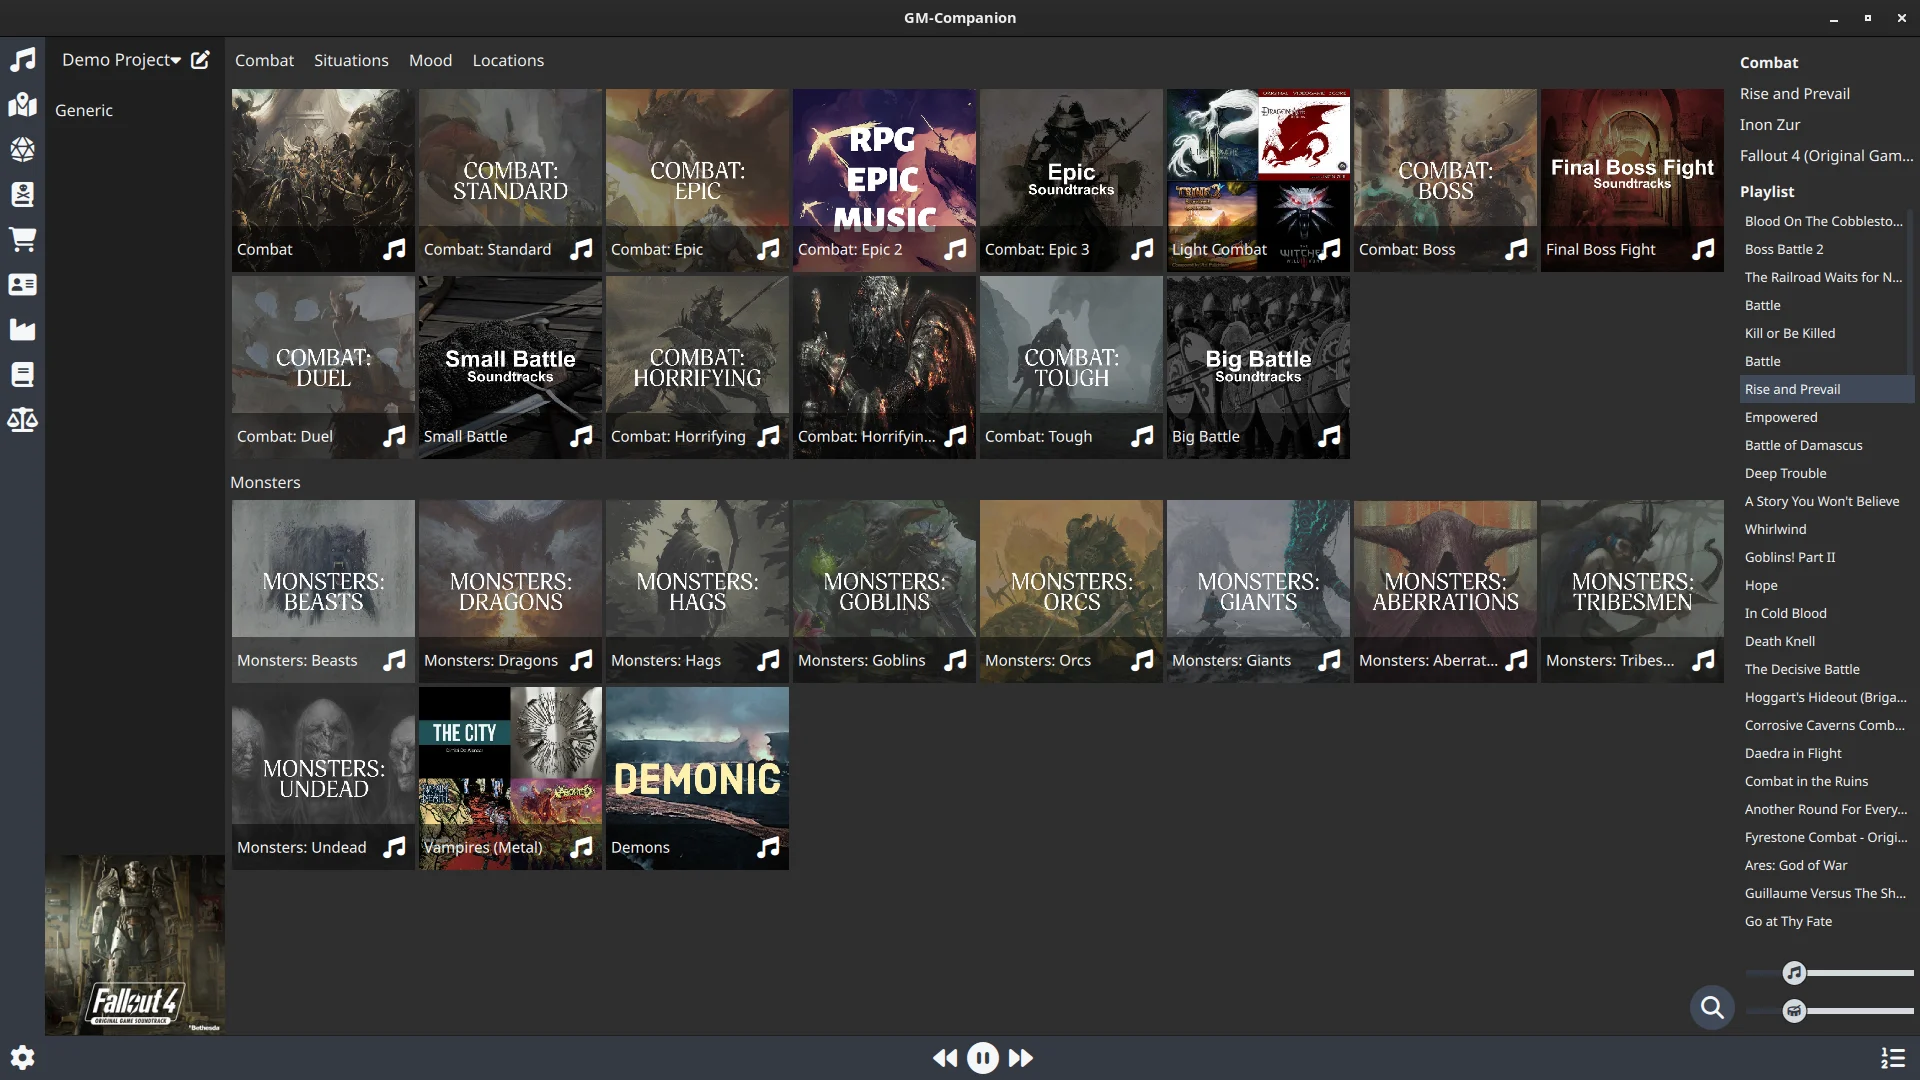 GM-Companion
Demo Project
Generic
Combat
Situations
Mood
Locations
Combat
COMBAT:
STANDARD
Combat: Standard
COMBAT:
EPIC
Combat: Epic
RPG
EPIC
MUSIC
Combat: Epic 2
Epic
Soundtracks
Combat: Epic 3
Light Combat
COMBAT:
BOSS
Combat: Boss
Final Boss Fight
Soundtracks
Final Boss Fight
COMBAT:
DUEL
Combat: Duel
Small Battle
Soundtracks
Small Battle
COMBAT:
HORRIFYING
Combat: Horrifying
Combat: Horrifyin...
COMBAT:
TOUGH
Combat: Tough
Big Battle
Soundtracks
Big Battle
Monsters
MONSTERS:
BEASTS
Monsters: Beasts
MONSTERS:
DRAGONS
Monsters: Dragons
MONSTERS:
HAGS
Monsters: Hags
MONSTERS:
GOBLINS
Monsters: Goblins
MONSTERS:
ORCS
Monsters: Orcs
MONSTERS:
GIANTS
Monsters: Giants
MONSTERS:
ABERRATIONS
Monsters: Aberrat...
MONSTERS:
TRIBESMEN
Monsters: Tribes...
MONSTERS:
UNDEAD
Monsters: Undead
THE CITY
Vampires (Metal)
DEMONIC
Demons
Fallout 4
ORIGINAL GAME SOUNDTRACK
Bethesda
Combat
Rise and Prevail
Inon Zur
Fallout 4 (Original Gam...
Playlist
Blood On The Cobblesto...
Boss Battle 2
The Railroad Waits for N...
Battle
Kill or Be Killed
Battle
Rise and Prevail
Empowered
Battle of Damascus
Deep Trouble
A Story You Won't Believe
Whirlwind
Goblins! Part II
Hope
In Cold Blood
Death Knell
The Decisive Battle
Hoggart's Hideout (Briga...
Corrosive Caverns Comb...
Daedra in Flight
Combat in the Ruins
Another Round For Every...
Fyrestone Combat - Origi...
Ares: God of War
Guillaume Versus The Sh...
Go at Thy Fate